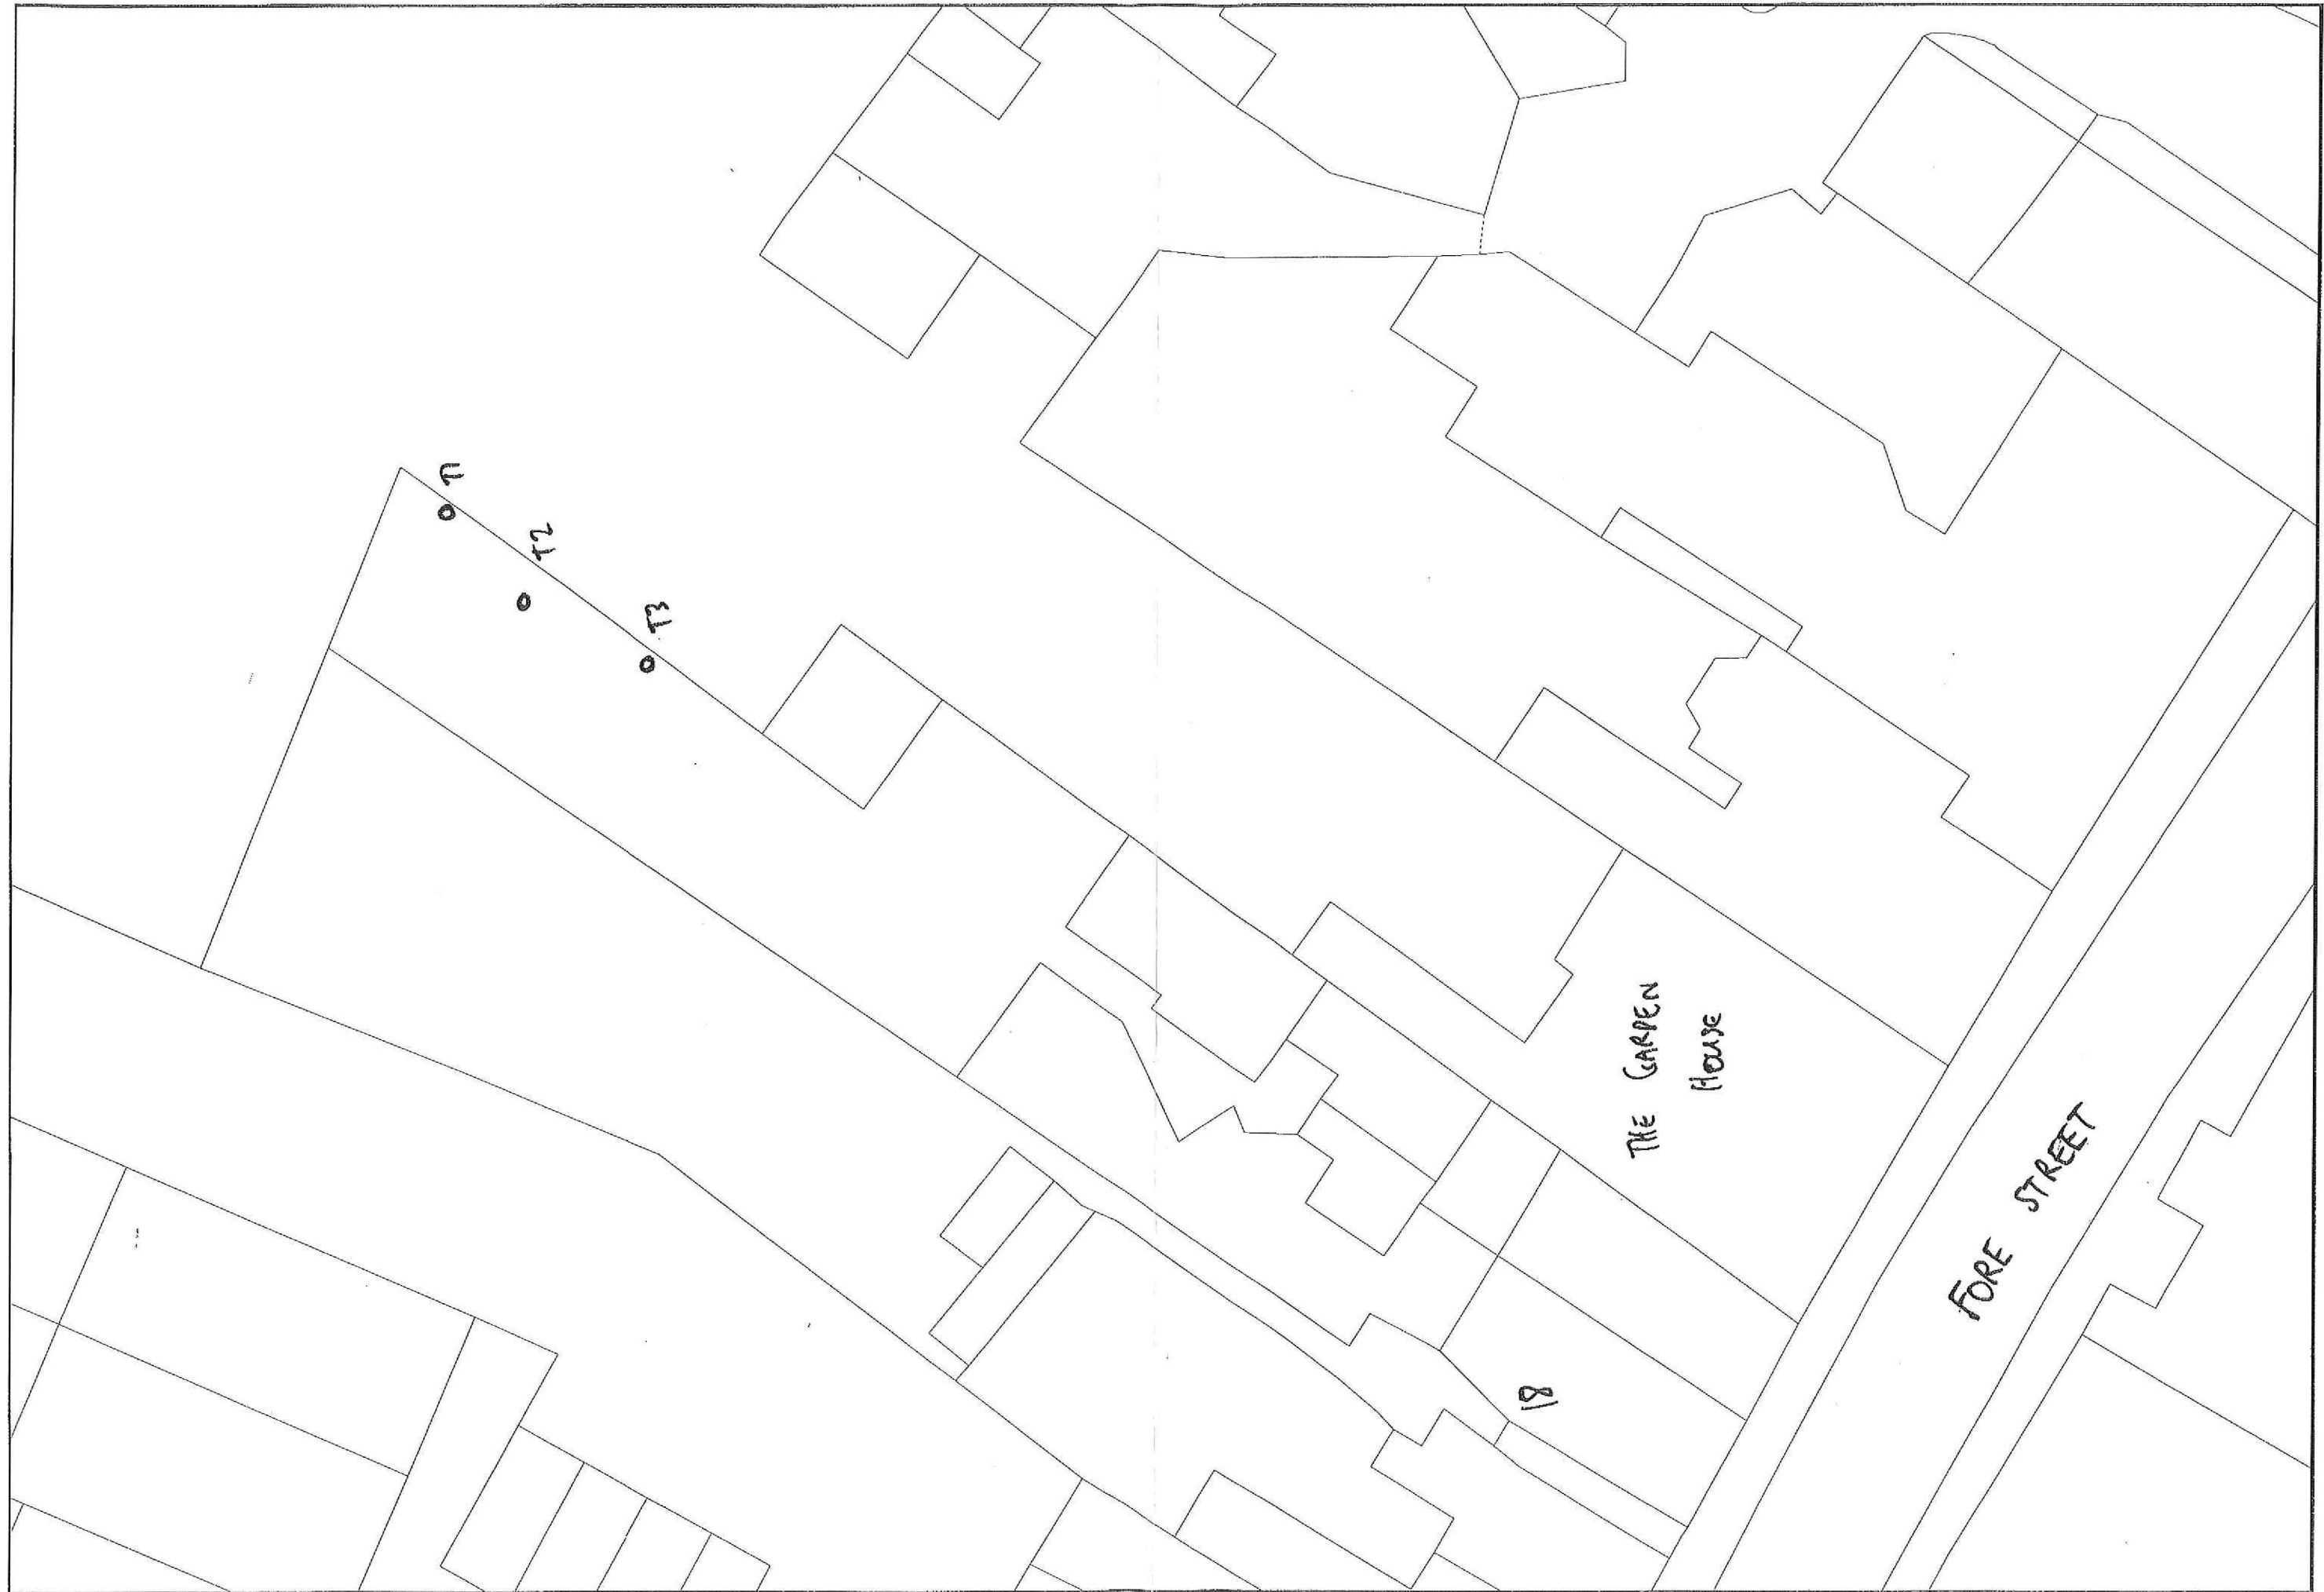 T1
T2
T3
THE GARDEN
HOUSE
FORE STREET
18